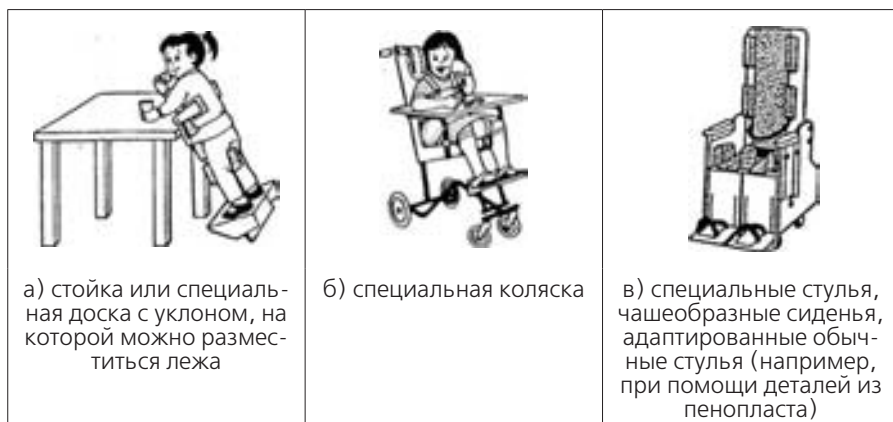 а) стойка или специаль-
ная доска с уклоном, на
которой можно размес-
титься лежа
б) специальная коляска
в) специальные стулья,
чашеобразные сиденья,
адаптированные обыч-
ные стулья (например,
при помощи деталей из
пенопласта)